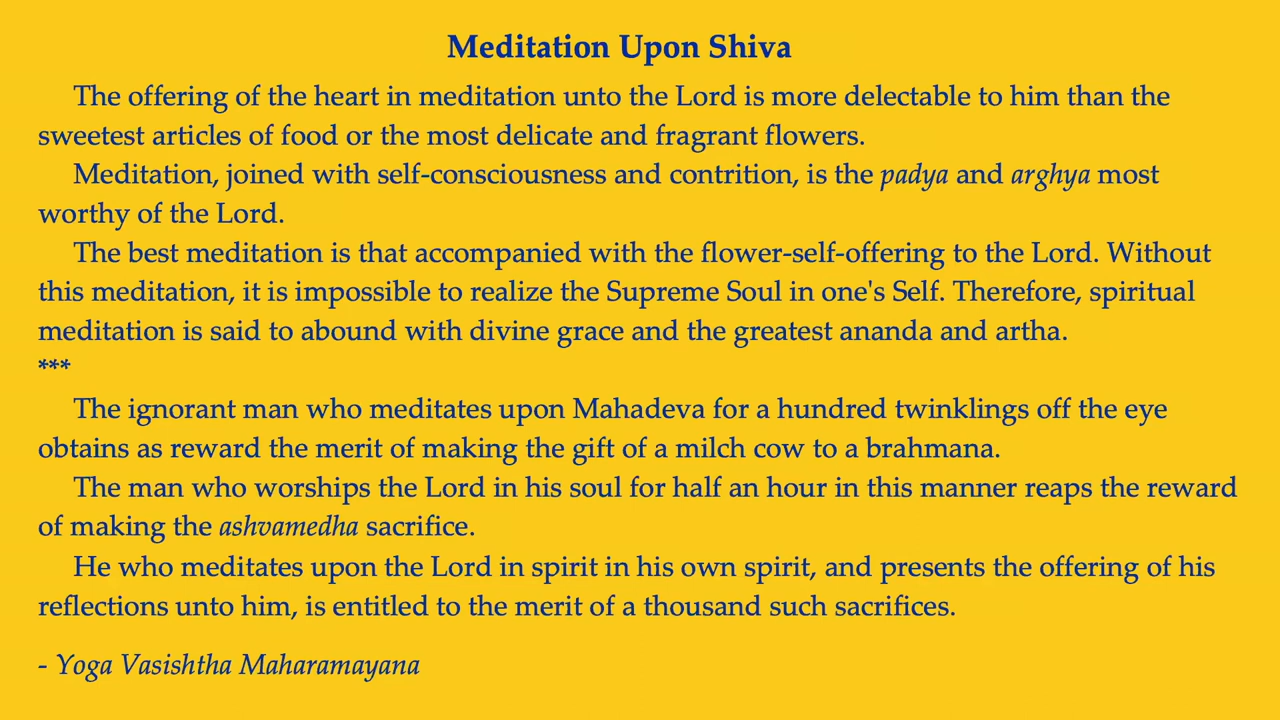 Meditation Upon Shiva
The offering of the heart in meditation unto the Lord is more delectable to him than the
sweetest articles of food or the most delicate and fragrant flowers.
Meditation, joined with self-consciousness and contrition, is the padya and arghya most
worthy of the Lord.
The best meditation is that accompanied with the flower-self-offering to the Lord. Without
this meditation, it is impossible to realize the Supreme Soul in one's Self. Therefore, spiritual
meditation is said to abound with divine grace and the greatest ananda and artha.
***
The ignorant man who meditates upon Mahadeva for a hundred twinklings off the eye
obtains as reward the merit of making the gift of a milch cow to a brahmana.
The man who worships the Lord in his soul for half an hour in this manner reaps the reward
of making the ashvamedha sacrifice.
He who meditates upon the Lord in spirit in his own spirit, and presents the offering of his
reflections unto him, is entitled to the merit of a thousand such sacrifices.
- Yoga Vasishtha Maharamayana